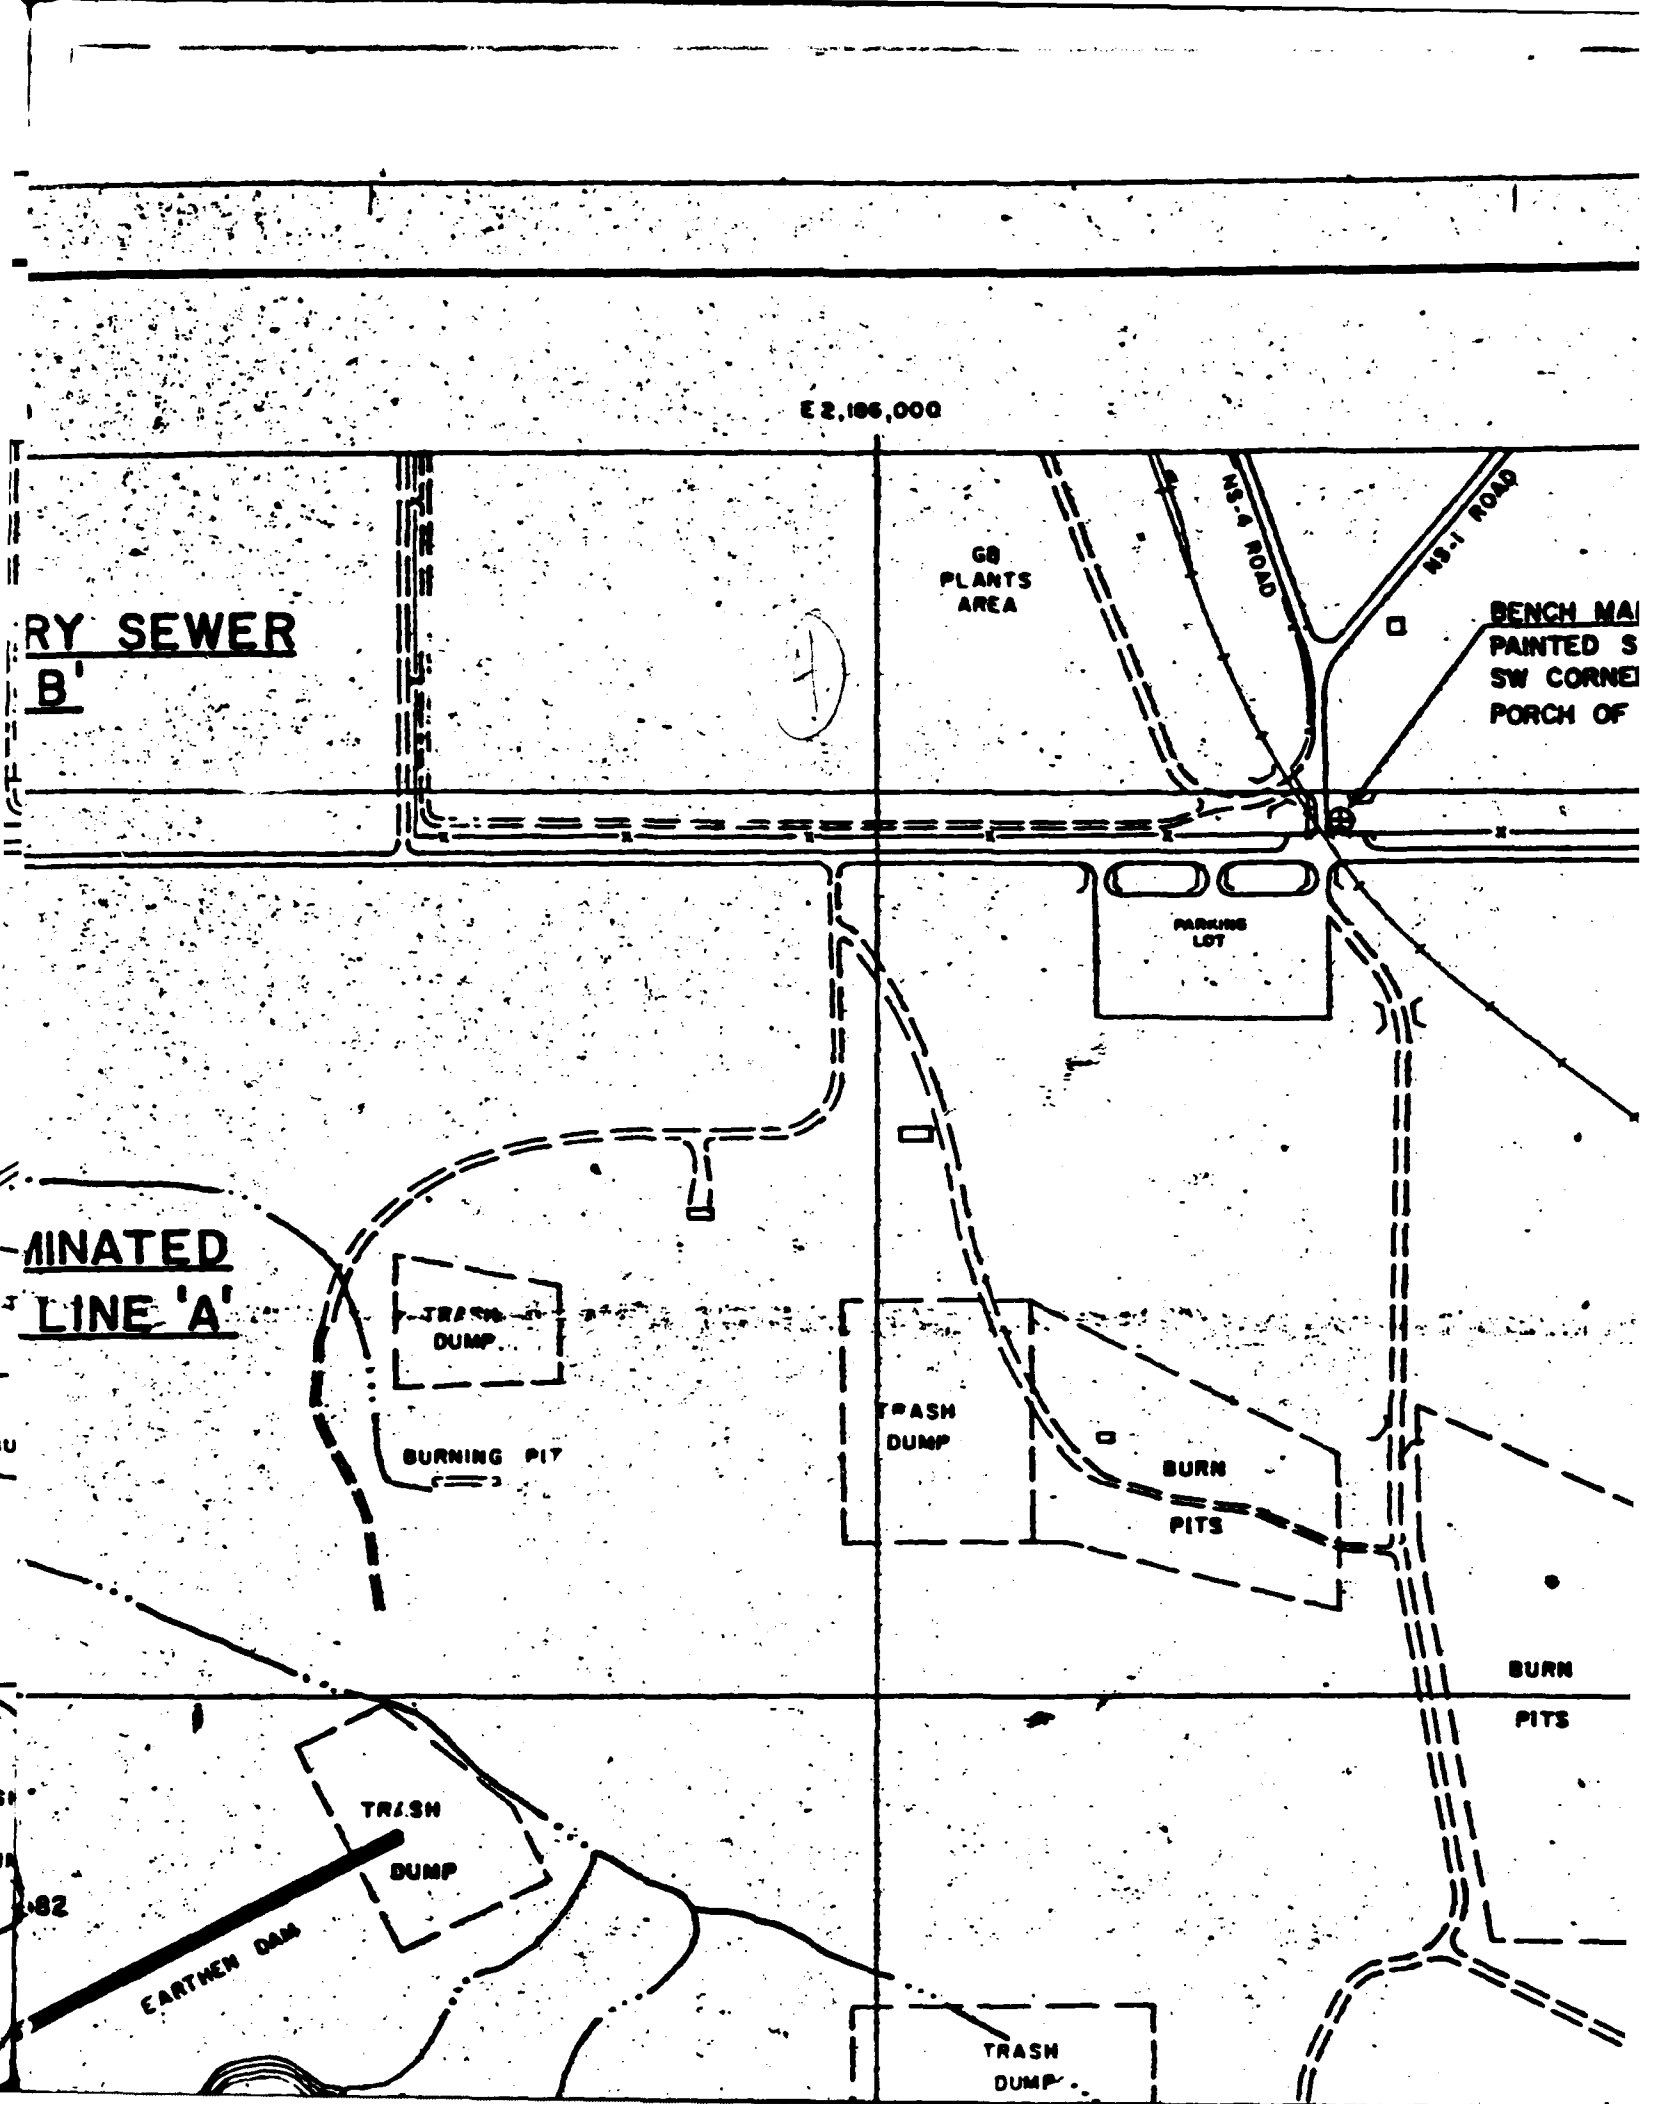 E 2,186,000
NS-4 ROAD
NS-1 ROAD
GB
PLANTS
AREA
RY SEWER
B'
BENCH MA
PAINTED S
SW CORNE
PORCH OF
PARKING
LOT
MINATED
LINE 'A'
TRASH
DUMP
TRASH
DUMP
BURNING PIT
BURN
PITS
BURN
PITS
TRASH
DUMP
82
EARTHEN DAM
TRASH
DUMP